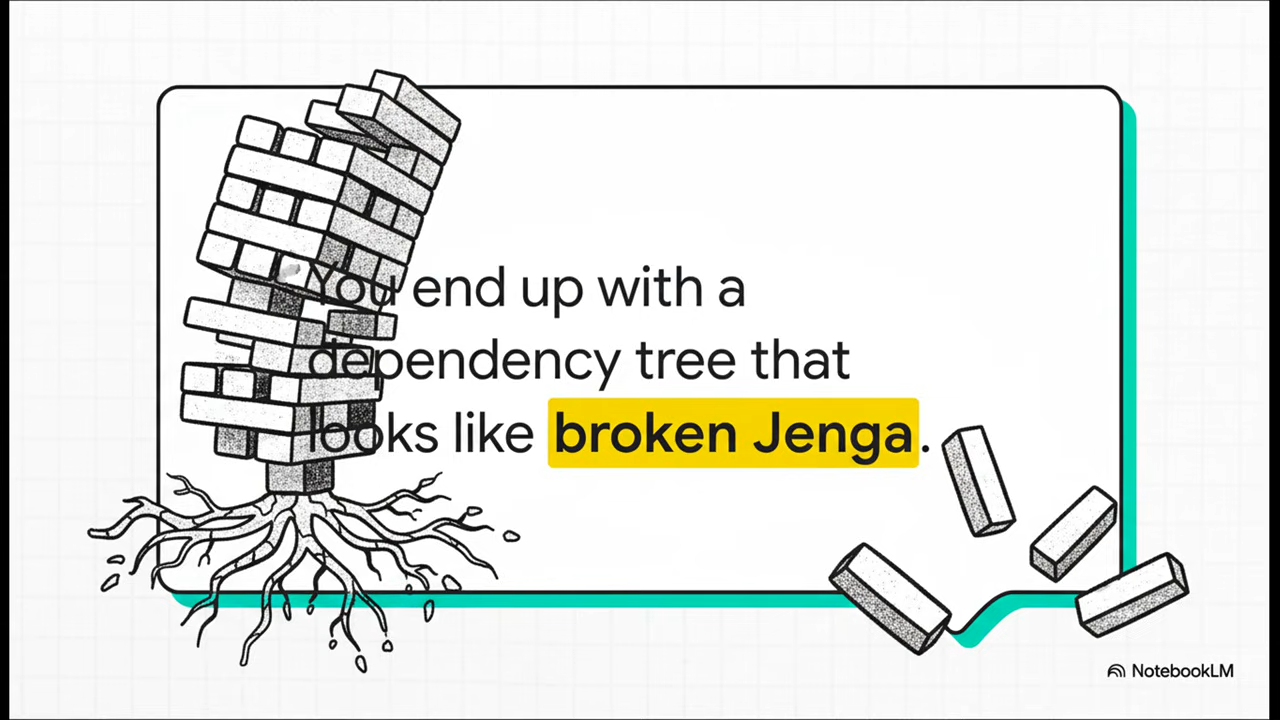 You end up with a
dependency tree that
looks like broken Jenga.
NotebookLM